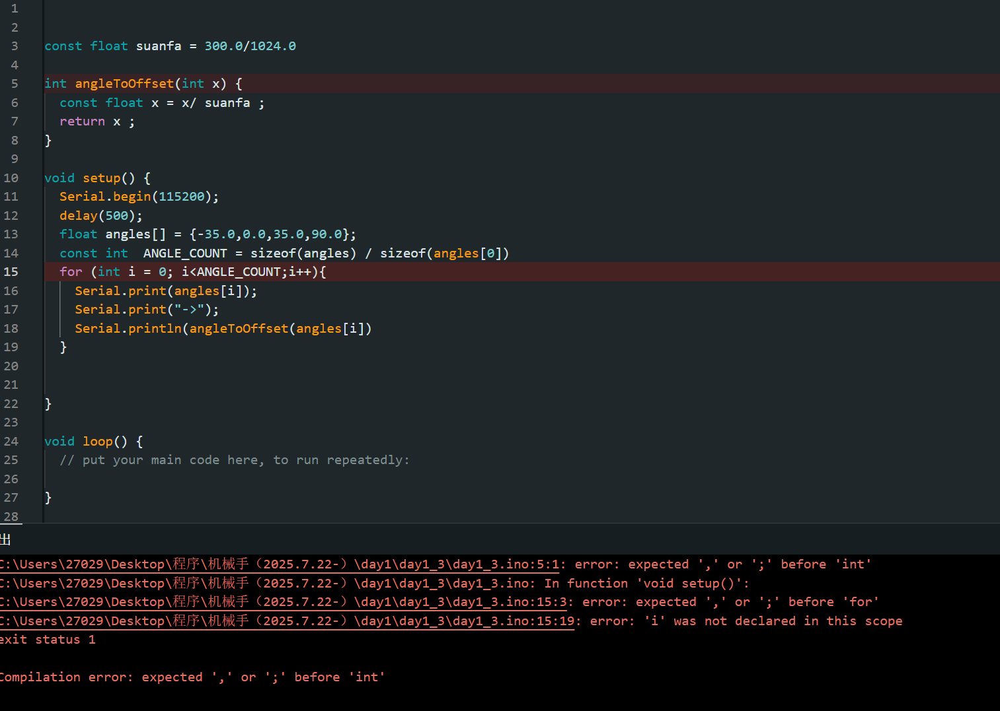 1
2
3 const float suanfa = 300.0/1024.0
4
5 int angleToOffset(int x) {
6 const float x = x/ suanfa ;
7 return x ;
8 }
9
10 void setup() {
11 Serial.begin(115200);
12 delay(500);
13 float angles[] = {-35.0,0.0,35.0,90.0};
14 const int  ANGLE_COUNT = sizeof(angles) / sizeof(angles[0])
15 for (int i = 0; i<ANGLE_COUNT;i++){
16 Serial.print(angles[i]);
17 Serial.print("->");
18 Serial.println(angleToOffset(angles[i])
19 }
20
21
22 }
23
24 void loop() {
25 // put your main code here, to run repeatedly:
26
27 }
28
出
C:\Users\27029\Desktop\程序\机械手（2025.7.22-）\day1\day1_3\day1_3.ino:5:1: error: expected ',' or ';' before 'int'
C:\Users\27029\Desktop\程序\机械手（2025.7.22-）\day1\day1_3\day1_3.ino: In function 'void setup()':
C:\Users\27029\Desktop\程序\机械手（2025.7.22-）\day1\day1_3\day1_3.ino:15:3: error: expected ',' or ';' before 'for'
C:\Users\27029\Desktop\程序\机械手（2025.7.22-）\day1\day1_3\day1_3.ino:15:19: error: 'i' was not declared in this scope
exit status 1
Compilation error: expected ',' or ';' before 'int'